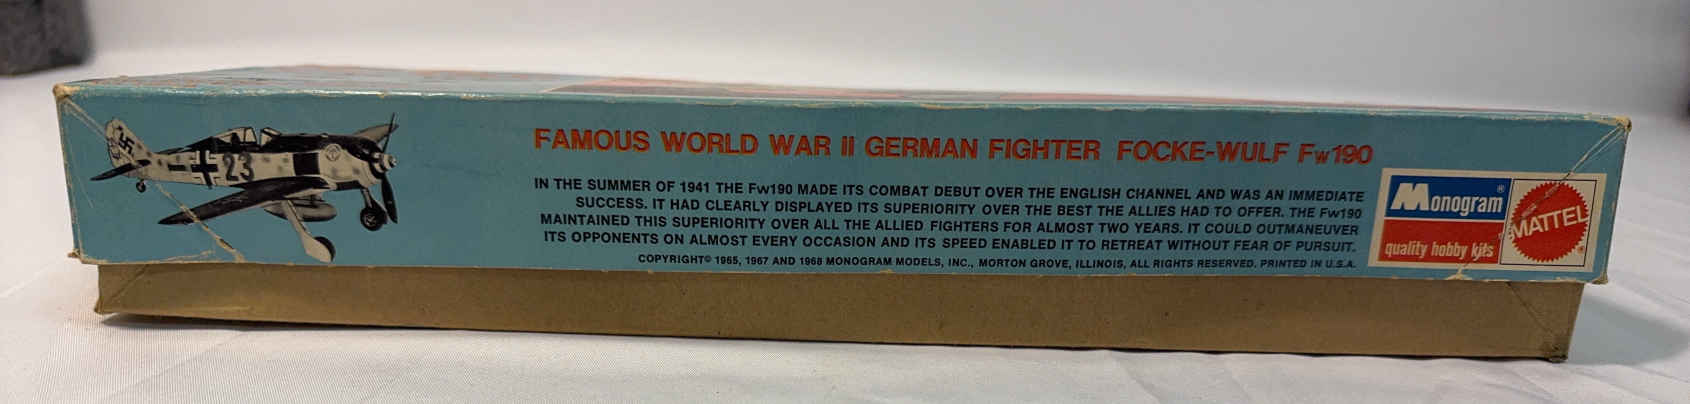 FAMOUS WORLD WAR II GERMAN FIGHTER FOCKE-WULF Fw190
IN THE SUMMER OF 1941 THE Fw190 MADE ITS COMBAT DEBUT OVER THE ENGLISH CHANNEL AND WAS AN IMMEDIATE
SUCCESS. IT HAD CLEARLY DISPLAYED ITS SUPERIORITY OVER THE BEST THE ALLIES HAD TO OFFER. THE Fw190
MAINTAINED THIS SUPERIORITY OVER ALL THE ALLIED FIGHTERS FOR ALMOST TWO YEARS. IT COULD OUTMANEUVER
ITS OPPONENTS ON ALMOST EVERY OCCASION AND ITS SPEED ENABLED IT TO RETREAT WITHOUT FEAR OF PURSUIT.
COPYRIGHT© 1965, 1967 AND 1968 MONOGRAM MODELS, INC., MORTON GROVE, ILLINOIS, ALL RIGHTS RESERVED. PRINTED IN U.S.A.
23
Monogram®
quality hobby kits
MATTEL
®